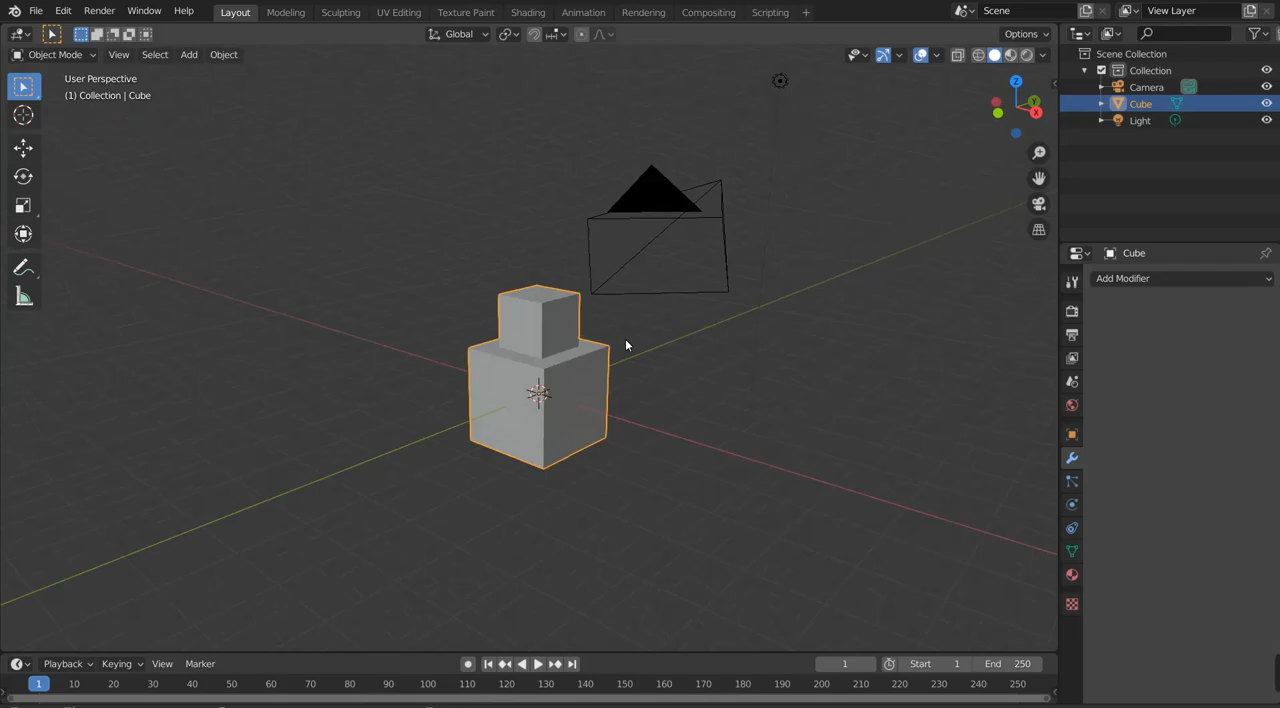 File Edit Render Window Help Layout Modeling Sculpting UV Editing Texture Paint Shading Animation Rendering Compositing Scripting + Scene View Layer
Global Options
Object Mode View Select Add Object
User Perspective
(1) Collection | Cube
Z
Y
X
Scene Collection
Collection
Camera
Cube
Light
Cube
Add Modifier
Playback Keying View Marker 1 Start 1 End 250
1 10 20 30 40 50 60 70 80 90 100 110 120 130 140 150 160 170 180 190 200 210 220 230 240 250